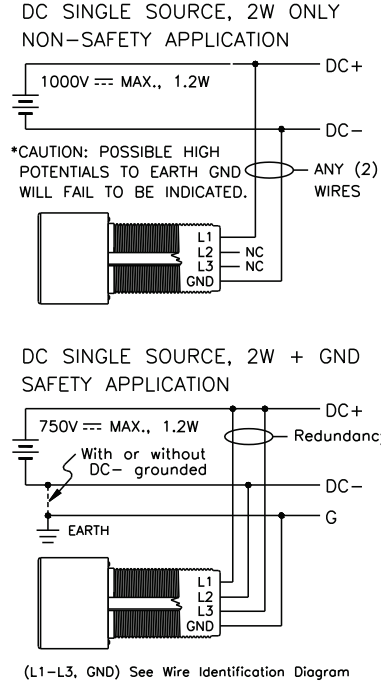 DC SINGLE SOURCE, 2W ONLY
NON-SAFETY APPLICATION
DC+
1000V ⎓ MAX., 1.2W
DC-
*CAUTION: POSSIBLE HIGH
POTENTIALS TO EARTH GND
WILL FAIL TO BE INDICATED.
ANY (2)
WIRES
L1
L2 NC
L3 NC
GND
DC SINGLE SOURCE, 2W + GND
SAFETY APPLICATION
DC+
750V ⎓ MAX., 1.2W
Redundancy
With or without
DC- grounded
DC-
G
EARTH
L1
L2
L3
GND
(L1-L3, GND) See Wire Identification Diagram